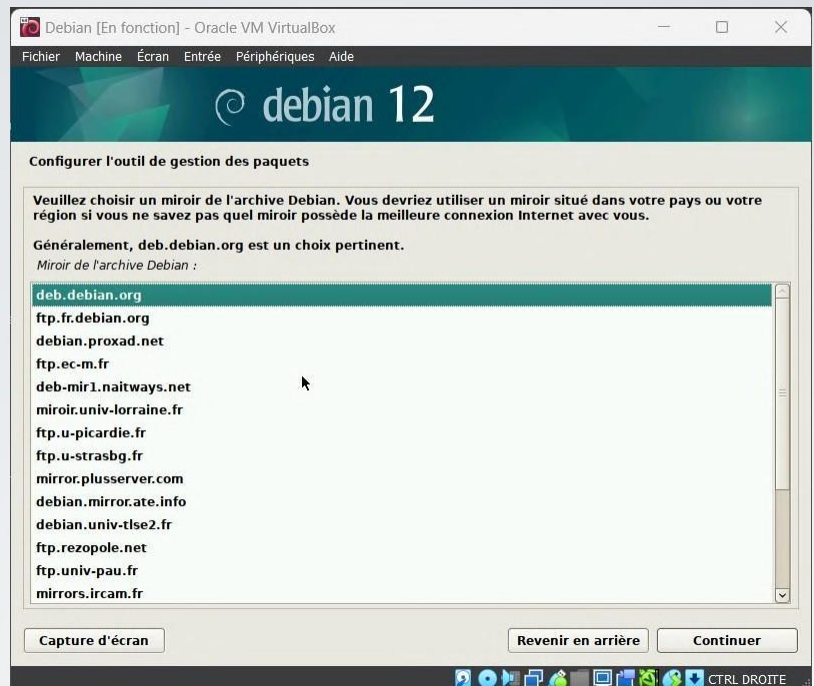 Debian [En fonction] - Oracle VM VirtualBox
Fichier Machine Écran Entrée Périphériques Aide
debian 12
Configurer l'outil de gestion des paquets
Veuillez choisir un miroir de l'archive Debian. Vous devriez utiliser un miroir situé dans votre pays ou votre
région si vous ne savez pas quel miroir possède la meilleure connexion Internet avec vous.
Généralement, deb.debian.org est un choix pertinent.
Miroir de l'archive Debian :
deb.debian.org
ftp.fr.debian.org
debian.proxad.net
ftp.ec-m.fr
deb-mir1.naitways.net
miroir.univ-lorraine.fr
ftp.u-picardie.fr
ftp.u-strasbg.fr
mirror.plusserver.com
debian.mirror.ate.info
debian.univ-tlse2.fr
ftp.rezopole.net
ftp.univ-pau.fr
mirrors.ircam.fr
Capture d'écran Revenir en arrière Continuer
CTRL DROITE